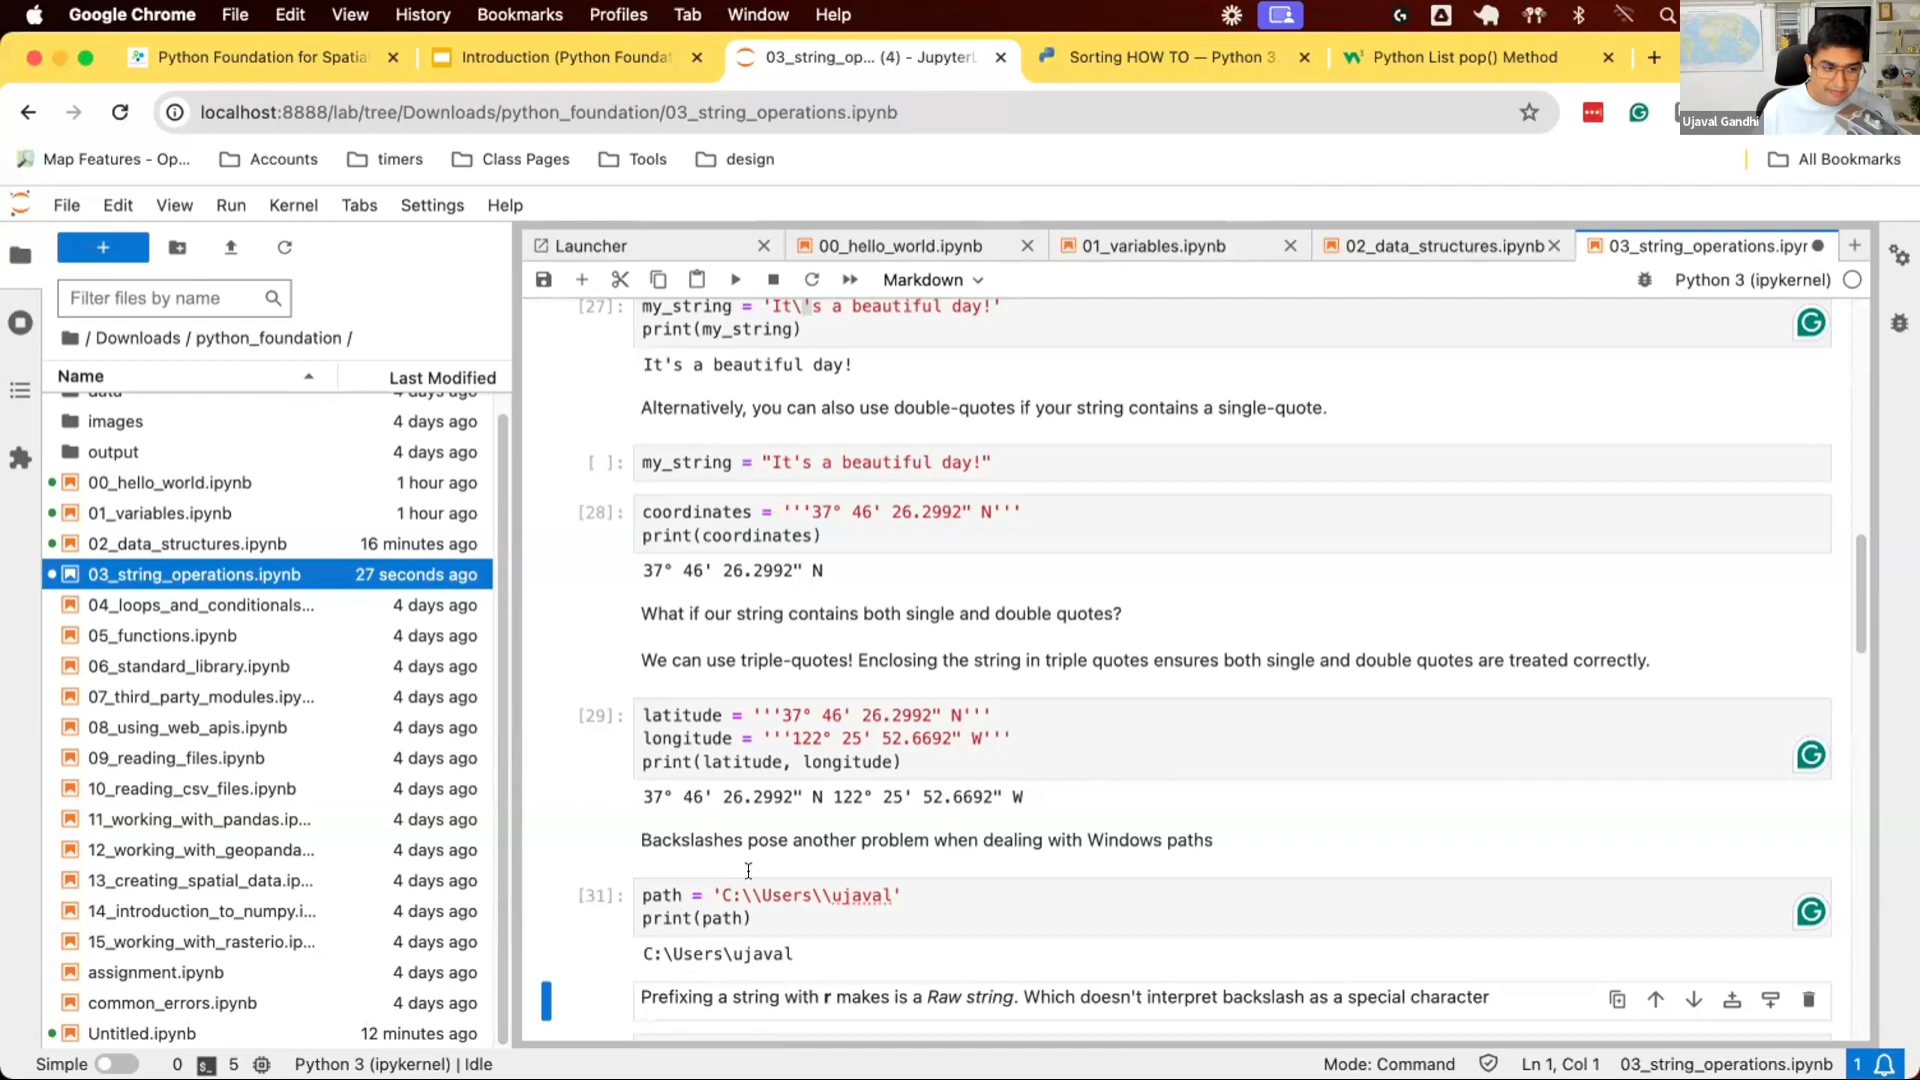 Google Chrome File Edit View History Bookmarks Profiles Tab Window Help
Python Foundation for Spatia
Introduction (Python Foundat
03_string_op... (4) - JupyterL
Sorting HOW TO — Python 3.
Python List pop() Method
localhost:8888/lab/tree/Downloads/python_foundation/03_string_operations.ipynb
Ujaval Gandhi
Map Features - Op... Accounts timers Class Pages Tools design All Bookmarks
File Edit View Run Kernel Tabs Settings Help
Launcher 00_hello_world.ipynb 01_variables.ipynb 02_data_structures.ipynb 03_string_operations.ipyr
Markdown Python 3 (ipykernel)
Filter files by name
/ Downloads / python_foundation /
Name Last Modified
data 4 days ago
images 4 days ago
output 4 days ago
00_hello_world.ipynb 1 hour ago
01_variables.ipynb 1 hour ago
02_data_structures.ipynb 16 minutes ago
03_string_operations.ipynb 27 seconds ago
04_loops_and_conditionals... 4 days ago
05_functions.ipynb 4 days ago
06_standard_library.ipynb 4 days ago
07_third_party_modules.ipy... 4 days ago
08_using_web_apis.ipynb 4 days ago
09_reading_files.ipynb 4 days ago
10_reading_csv_files.ipynb 4 days ago
11_working_with_pandas.ip... 4 days ago
12_working_with_geopanda... 4 days ago
13_creating_spatial_data.ip... 4 days ago
14_introduction_to_numpy.i... 4 days ago
15_working_with_rasterio.ip... 4 days ago
assignment.ipynb 4 days ago
common_errors.ipynb 4 days ago
Untitled.ipynb 12 minutes ago
[27]: my_string = 'It\'s a beautiful day!'
print(my_string)
It's a beautiful day!
Alternatively, you can also use double-quotes if your string contains a single-quote.
[ ]: my_string = "It's a beautiful day!"
[28]: coordinates = '''37° 46' 26.2992" N'''
print(coordinates)
37° 46' 26.2992" N
What if our string contains both single and double quotes?
We can use triple-quotes! Enclosing the string in triple quotes ensures both single and double quotes are treated correctly.
[29]: latitude = '''37° 46' 26.2992" N'''
longitude = '''122° 25' 52.6692" W'''
print(latitude, longitude)
37° 46' 26.2992" N 122° 25' 52.6692" W
Backslashes pose another problem when dealing with Windows paths
[31]: path = 'C:\\Users\\ujaval'
print(path)
C:\Users\ujaval
Prefixing a string with r makes is a Raw string. Which doesn't interpret backslash as a special character
Simple 0 5 Python 3 (ipykernel) | Idle Mode: Command Ln 1, Col 1 03_string_operations.ipynb 1